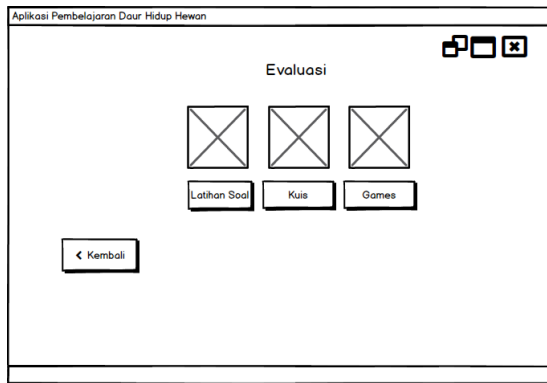 Aplikasi Pembelajaran Daur Hidup Hewan
Evaluasi
Latihan Soal
Kuis
Games
Kembali